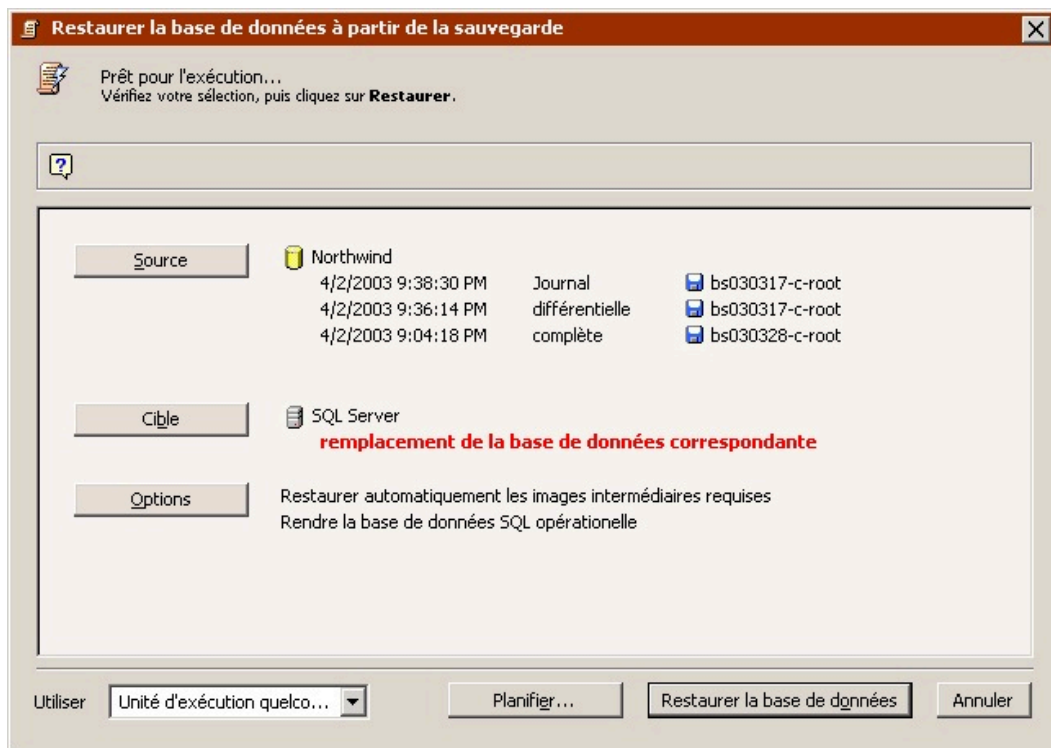 Restaurer la base de données à partir de la sauvegarde
Prêt pour l'exécution...
Vérifiez votre sélection, puis cliquez sur Restaurer.
Source
Northwind
4/2/2003 9:38:30 PM Journal bs030317-c-root
4/2/2003 9:36:14 PM différentielle bs030317-c-root
4/2/2003 9:04:18 PM complète bs030328-c-root
Cible
SQL Server
remplacement de la base de données correspondante
Options
Restaurer automatiquement les images intermédiaires requises
Rendre la base de données SQL opérationelle
Utiliser
Unité d'exécution quelco...
Planifier...
Restaurer la base de données
Annuler